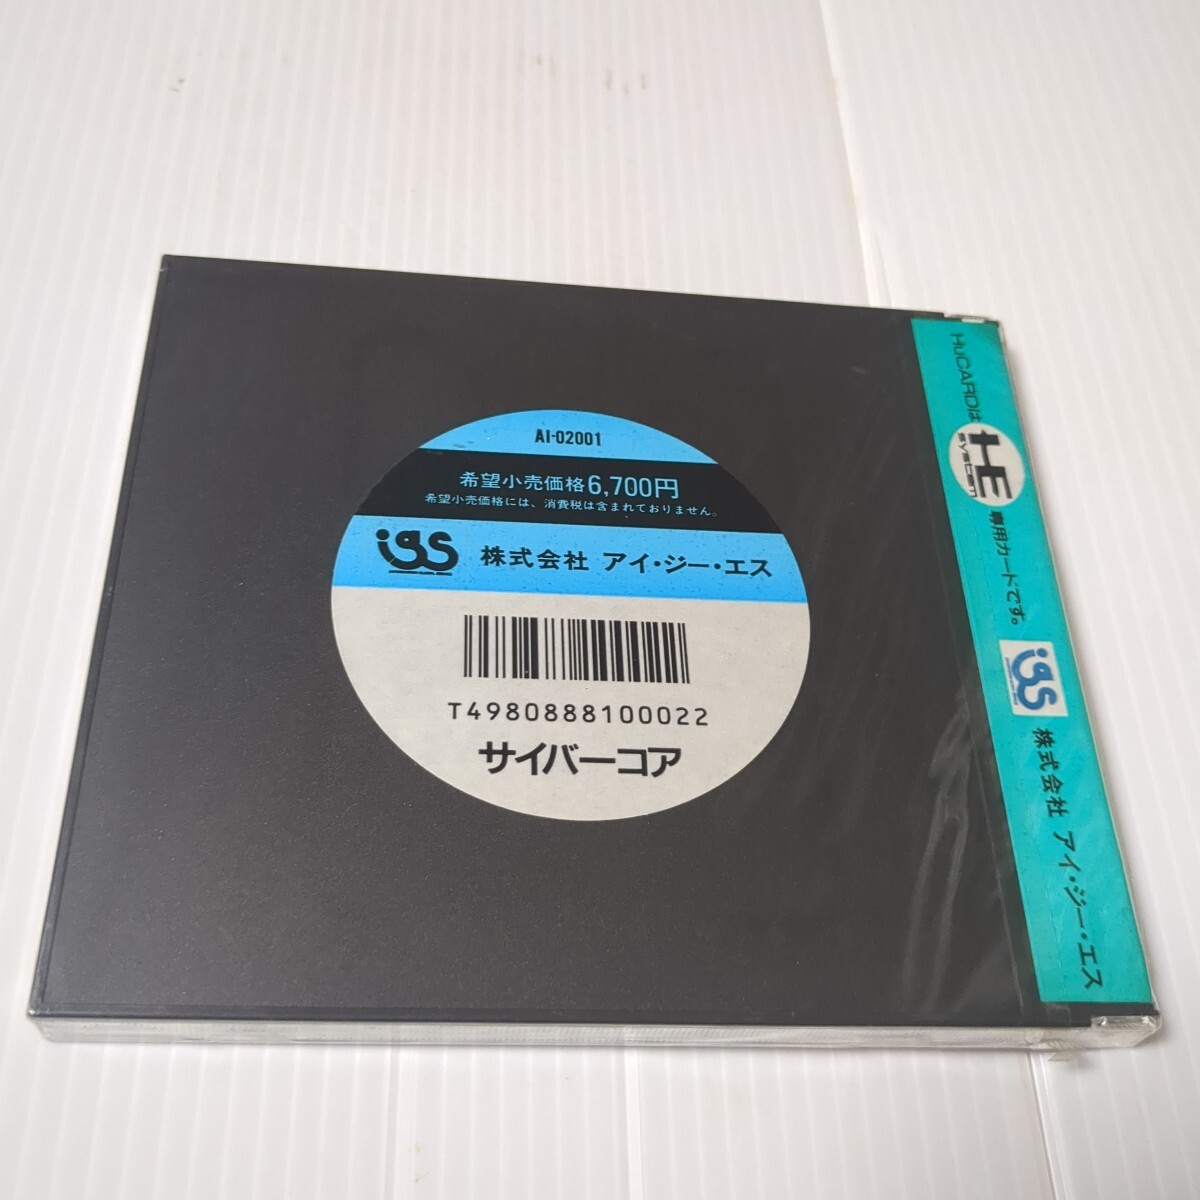 AI-02001
希望小売価格6,700円
希望小売価格には、消費税は含まれておりません。
igs 株式会社 アイ・ジー・エス
T4980888100022
サイバーコア
HuCARDは HE system 専用カードです。 igs 株式会社 アイ・ジー・エス